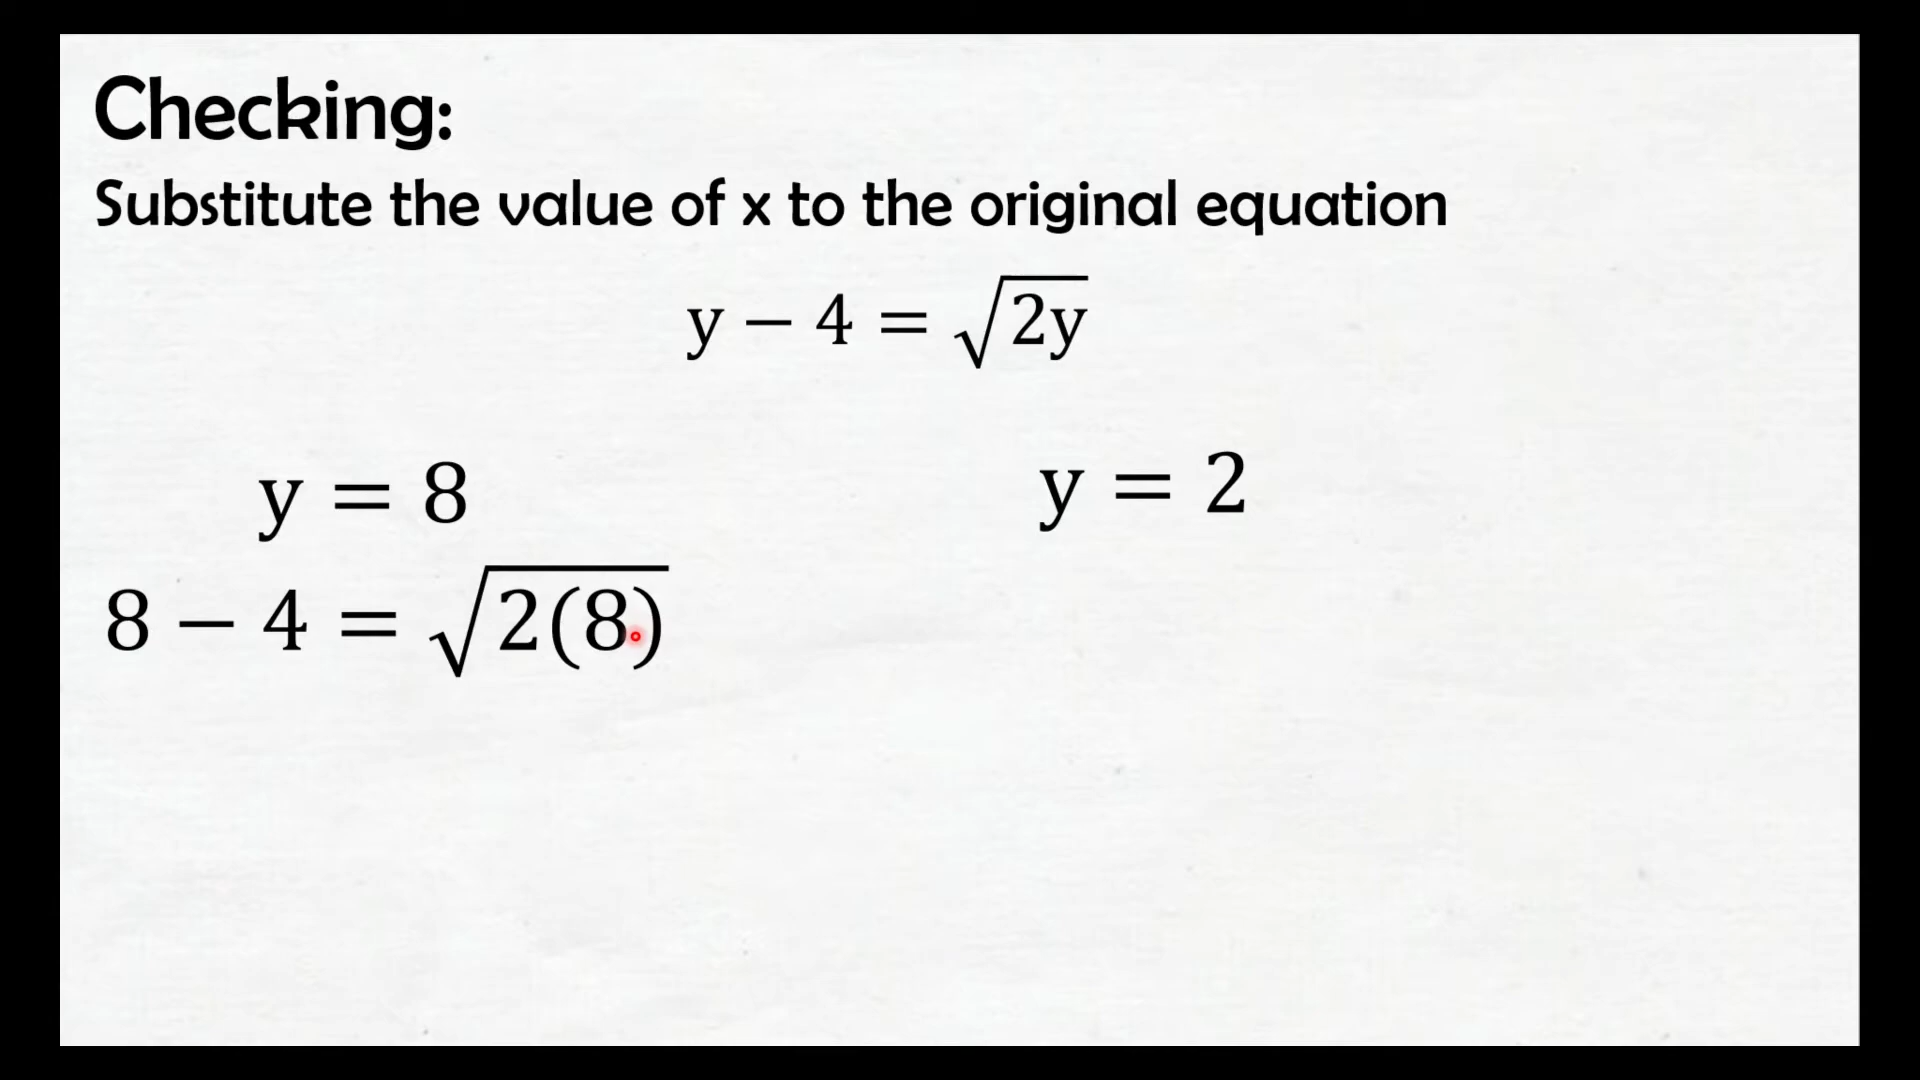 Checking:
Substitute the value of x to the original equation
y − 4 = √2y
y = 8
y = 2
8 − 4 = √2(8)